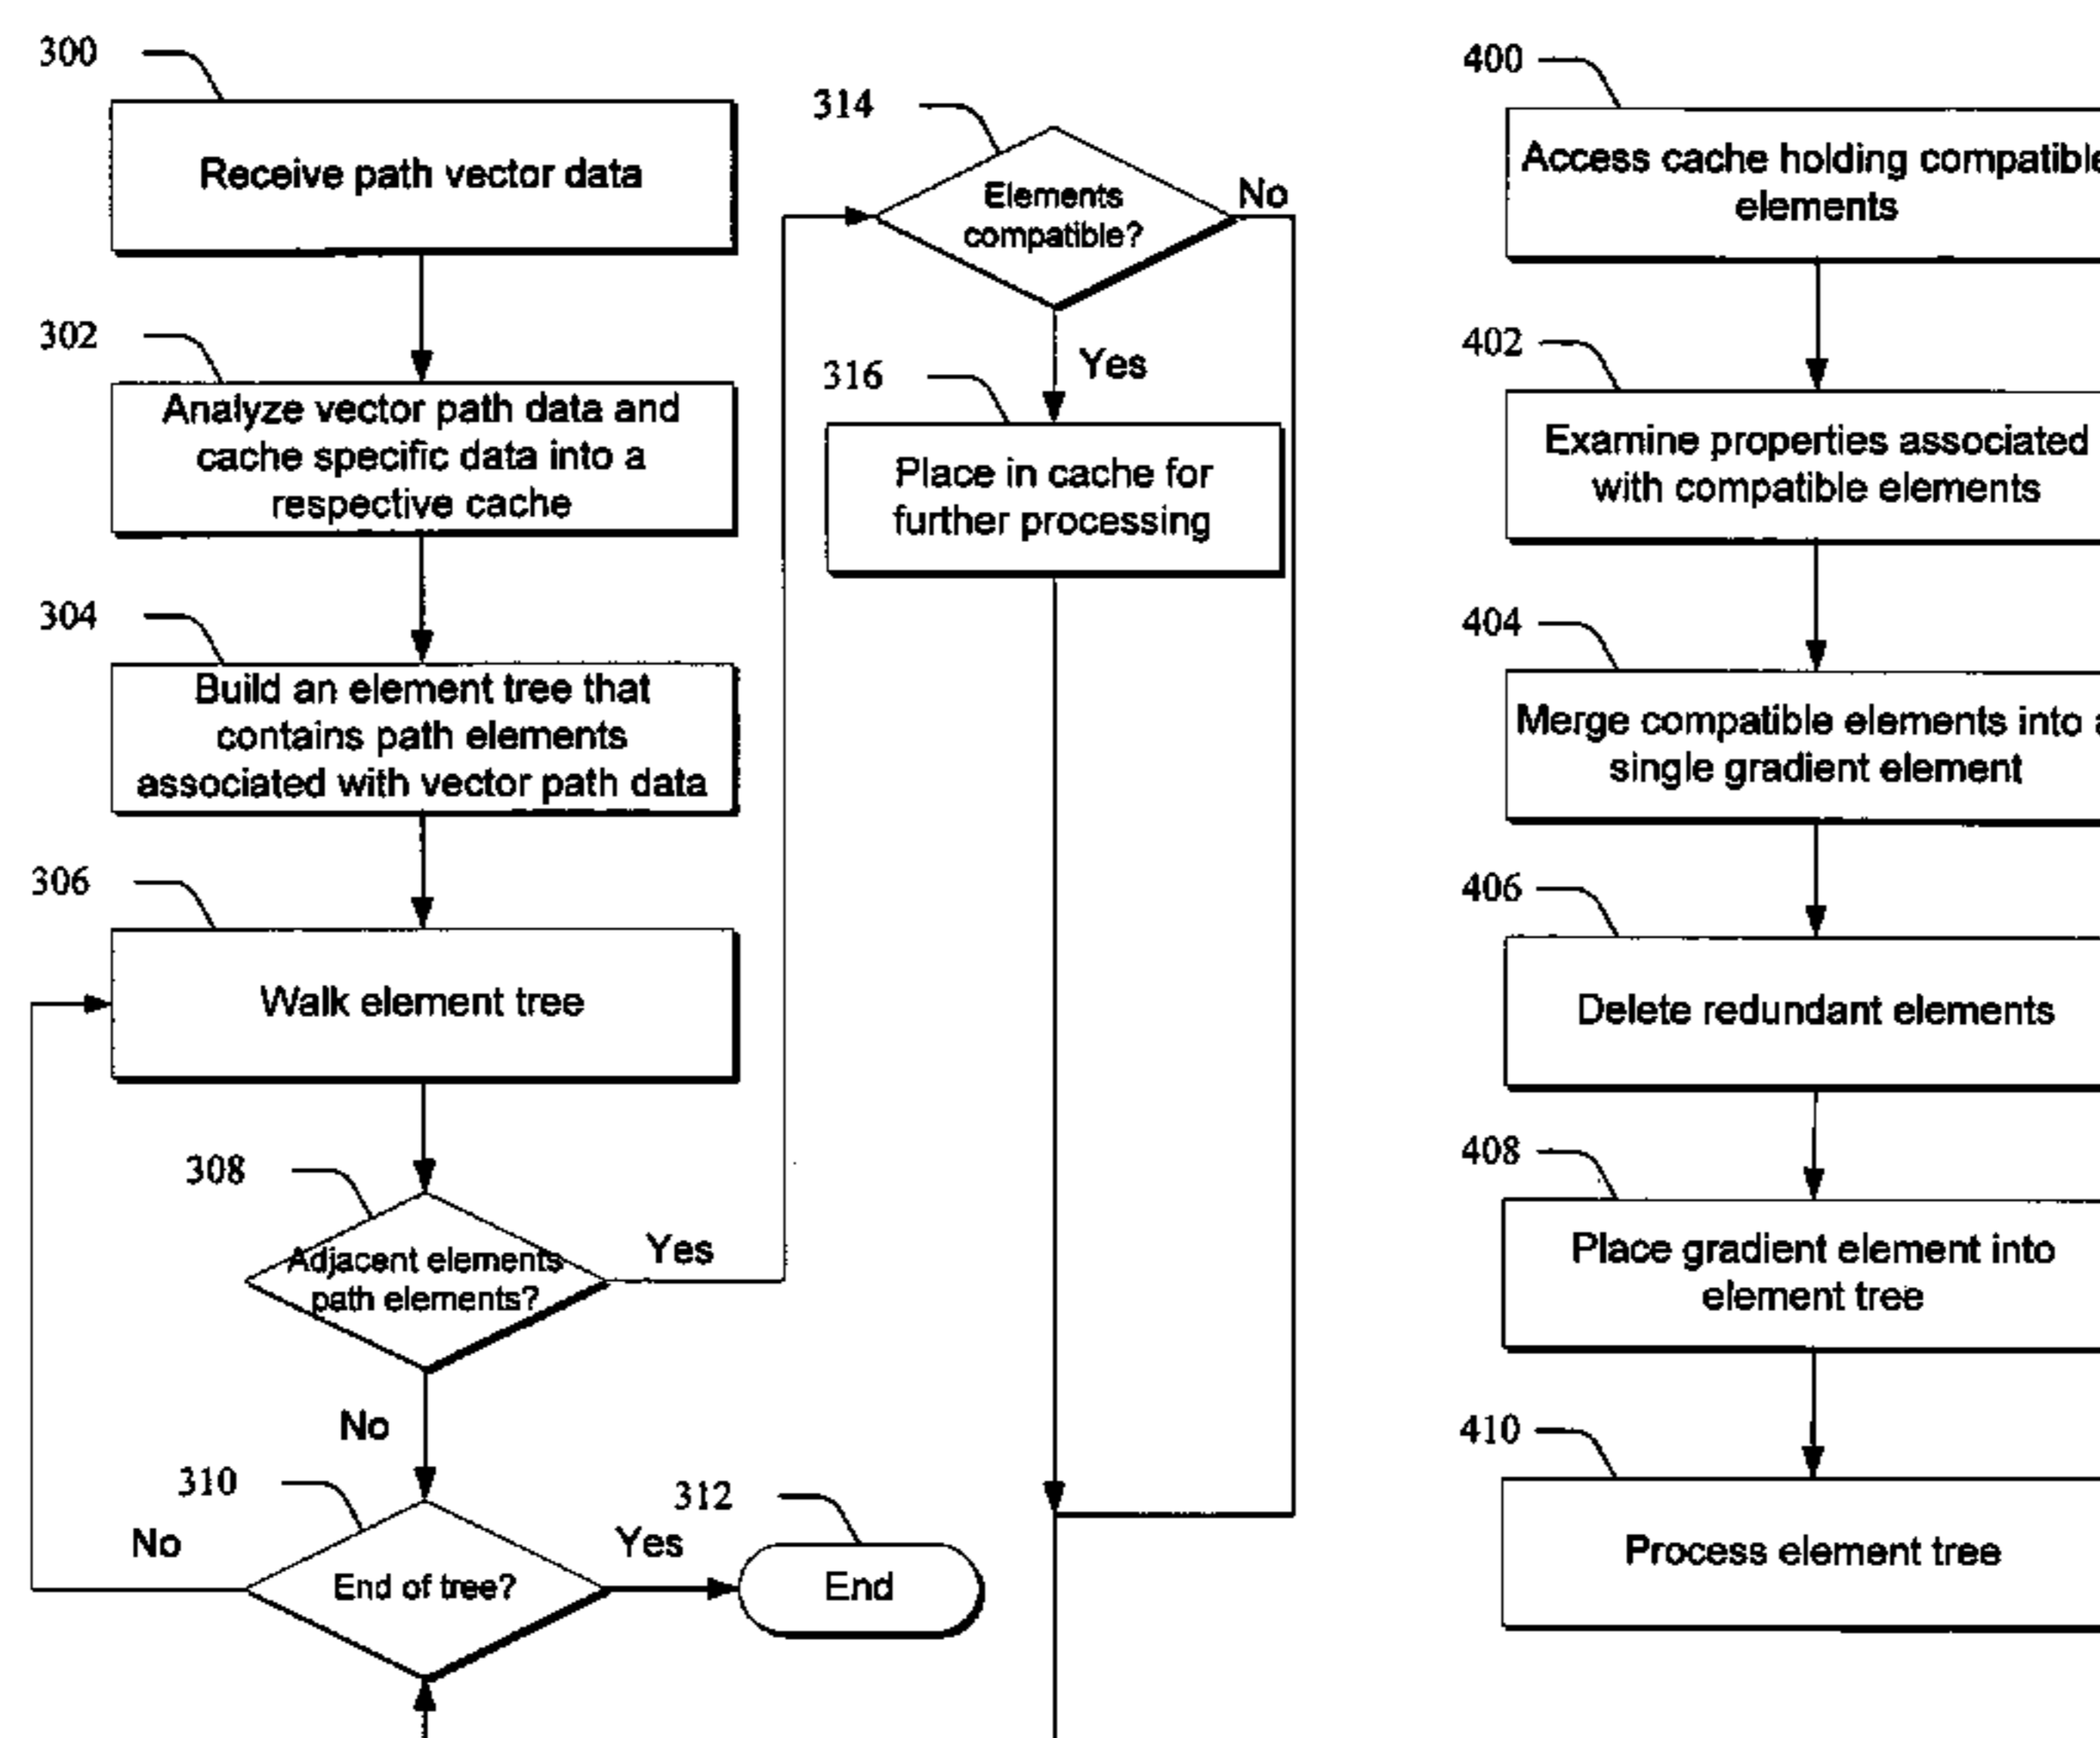 300
Receive path vector data
302
Analyze vector path data and
cache specific data into a
respective cache
304
Build an element tree that
contains path elements
associated with vector path data
306
Walk element tree
308
Adjacent elements
path elements?
Yes
No
310
End of tree?
No
Yes
312
End
314
Elements
compatible?
No
Yes
316
Place in cache for
further processing
400
Access cache holding compatible
elements
402
Examine properties associated
with compatible elements
404
Merge compatible elements into a
single gradient element
406
Delete redundant elements
408
Place gradient element into
element tree
410
Process element tree